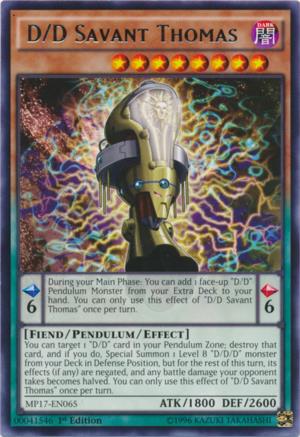 D/D SAVANT THOMAS
DARK
闇
During your Main Phase: You can add 1 face-up "D/D"
Pendulum Monster from your Extra Deck to your
hand. You can only use this effect of "D/D Savant
Thomas" once per turn.
6
6
[FIEND/PENDULUM/EFFECT]
You can target 1 "D/D" card in your Pendulum Zone; destroy that
card, and if you do, Special Summon 1 Level 8 "D/D/D" monster
from your Deck in Defense Position, but for the rest of this turn, its
effects (if any) are negated, and any battle damage your opponent
takes becomes halved. You can only use this effect of "D/D Savant
Thomas" once per turn.
MP17-EN065
ATK/1800 DEF/2600
00041546 1st Edition
©1996 KAZUKI TAKAHASHI